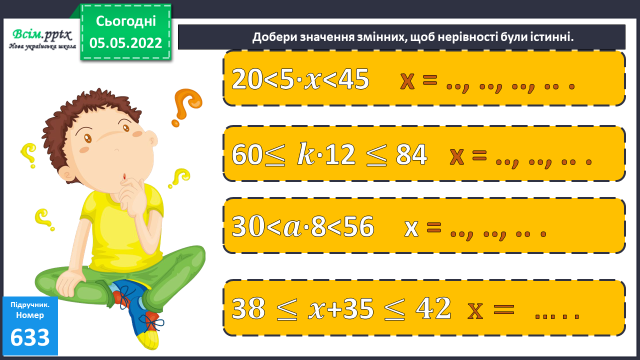 Всім.pptx
Нова українська школа
Сьогодні
05.05.2022
Добери значення змінних, щоб нерівності були істинні.
20<5·x<45 х = .., .., .., .. .
60≤ k·12 ≤ 84 х = .., .., .. .
30<a·8<56 х = .., .., .. .
38 ≤ x+35 ≤ 42 х = … . .
Підручник.
Номер
633